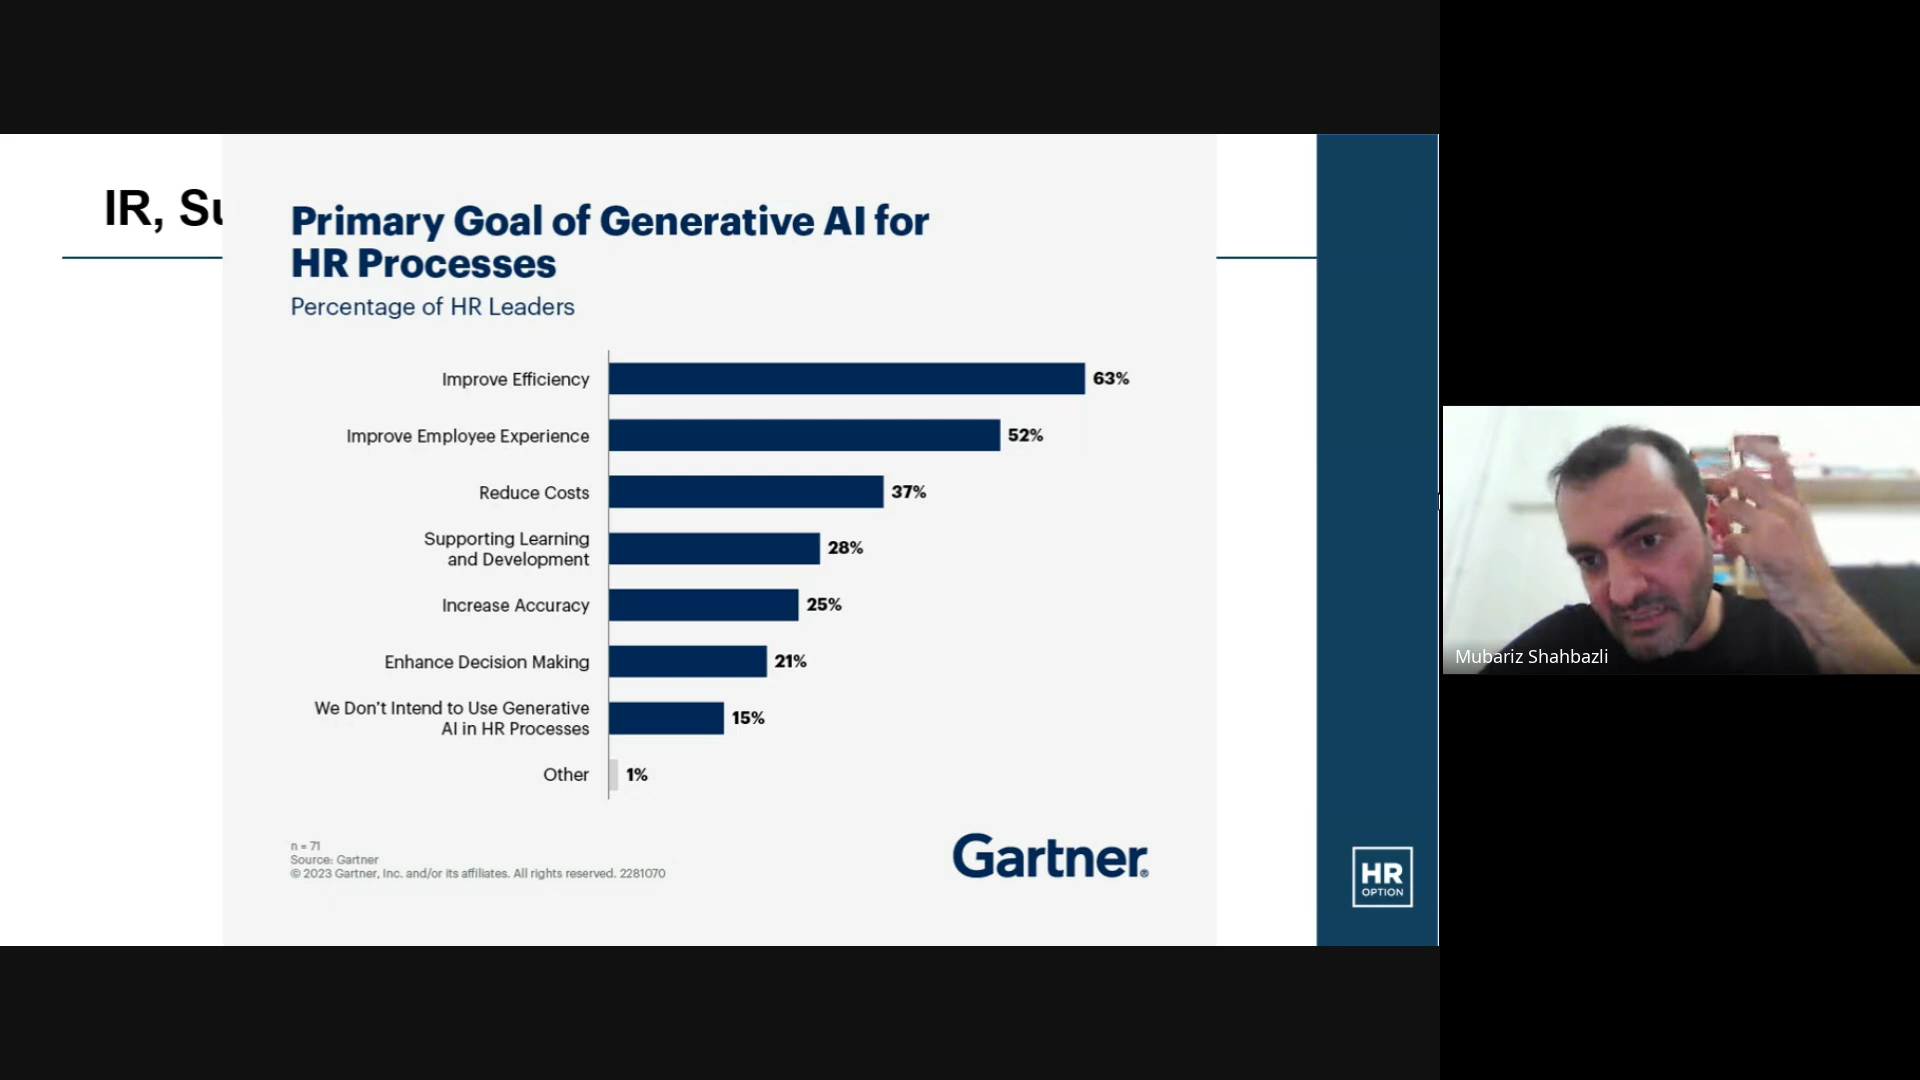 IR, Su
Primary Goal of Generative AI for
HR Processes
Percentage of HR Leaders
Improve Efficiency 63%
Improve Employee Experience 52%
Reduce Costs 37%
Supporting Learning
and Development 28%
Increase Accuracy 25%
Enhance Decision Making 21%
We Don't Intend to Use Generative
AI in HR Processes 15%
Other 1%
n = 71
Source: Gartner
© 2023 Gartner, Inc. and/or its affiliates. All rights reserved. 2281070
Gartner®
HR
OPTION
Mubariz Shahbazli